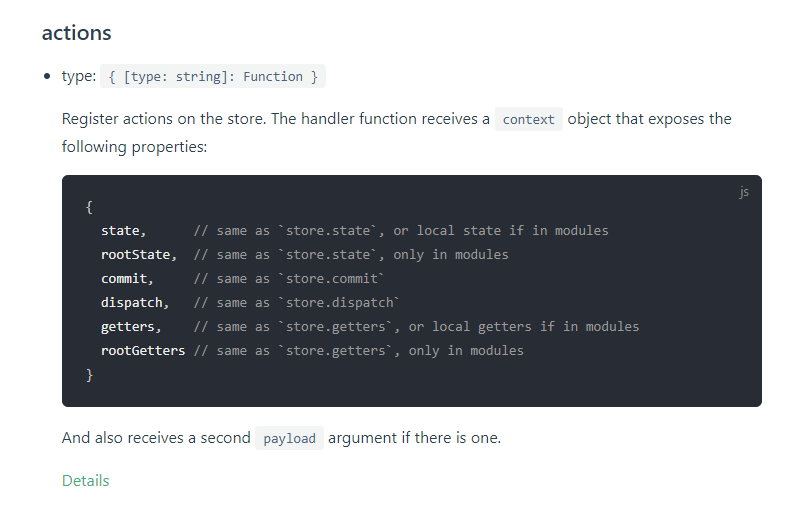 actions
type: { [type: string]: Function }
Register actions on the store. The handler function receives a context object that exposes the
following properties:
js
{
  state,      // same as `store.state`, or local state if in modules
  rootState,  // same as `store.state`, only in modules
  commit,     // same as `store.commit`
  dispatch,   // same as `store.dispatch`
  getters,    // same as `store.getters`, or local getters if in modules
  rootGetters // same as `store.getters`, only in modules
}
And also receives a second payload argument if there is one.
Details